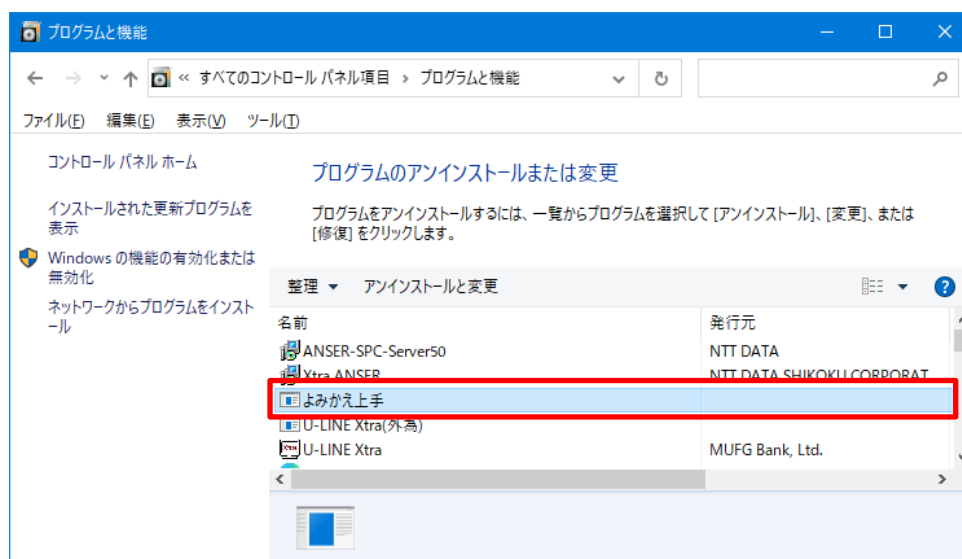 プログラムと機能
« すべてのコントロール パネル項目 › プログラムと機能
ファイル(F) 編集(E) 表示(V) ツール(T)
コントロール パネル ホーム
インストールされた更新プログラムを
表示
Windows の機能の有効化または
無効化
ネットワークからプログラムをインスト
ール
プログラムのアンインストールまたは変更
プログラムをアンインストールするには、一覧からプログラムを選択して [アンインストール]、[変更]、または
[修復] をクリックします。
整理 アンインストールと変更
名前 発行元
ANSER-SPC-Server50 NTT DATA
Xtra ANSER NTT DATA SHIKOKU CORPORAT
よみかえ上手
U-LINE Xtra(外為)
U-LINE Xtra MUFG Bank, Ltd.